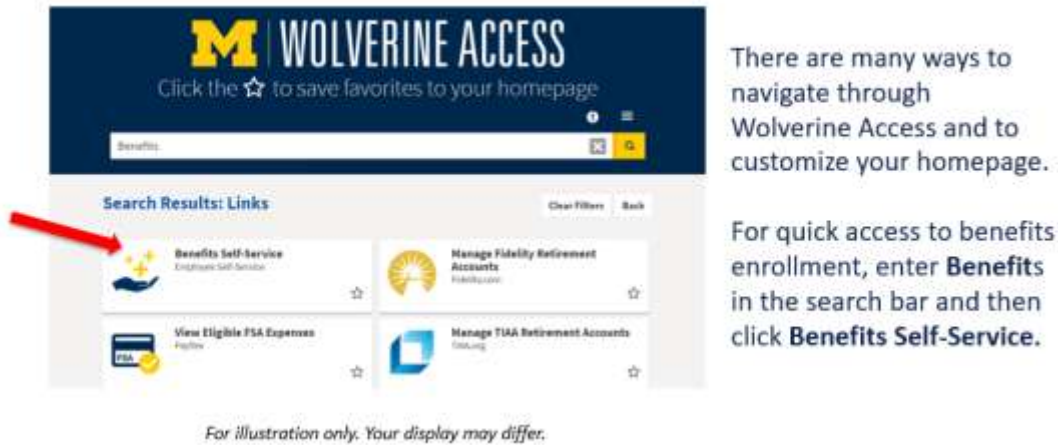 M WOLVERINE ACCESS
Click the ☆ to save favorites to your homepage
Benefits
Search Results: Links
Clear Filters Back
Benefits Self-Service
Employee Self-Service
Manage Fidelity Retirement
Accounts
Fidelity.com
View Eligible FSA Expenses
PayFlex
FSA
Manage TIAA Retirement Accounts
TIAA.org
For illustration only. Your display may differ.
There are many ways to
navigate through
Wolverine Access and to
customize your homepage.
For quick access to benefits
enrollment, enter Benefits
in the search bar and then
click Benefits Self-Service.